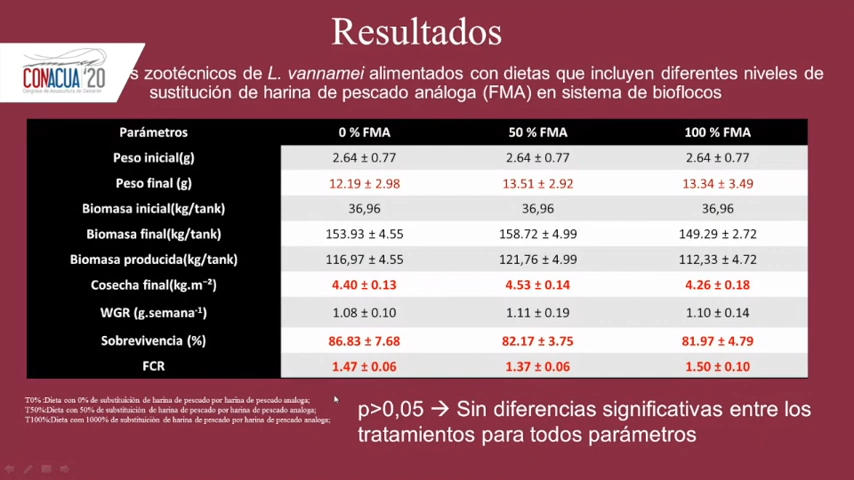 Resultados
CONACUA '20
Congreso de Acuicultura de Camarón
s zootécnicos de L. vannamei alimentados con dietas que incluyen diferentes niveles de
sustitución de harina de pescado análoga (FMA) en sistema de bioflocos
Parámetros 0 % FMA 50 % FMA 100 % FMA
Peso inicial(g) 2.64 ± 0.77 2.64 ± 0.77 2.64 ± 0.77
Peso final (g) 12.19 ± 2.98 13.51 ± 2.92 13.34 ± 3.49
Biomasa inicial(kg/tank) 36,96 36,96 36,96
Biomasa final(kg/tank) 153.93 ± 4.55 158.72 ± 4.99 149.29 ± 2.72
Biomasa producida(kg/tank) 116,97 ± 4.55 121,76 ± 4.99 112,33 ± 4.72
Cosecha final(kg.m⁻²) 4.40 ± 0.13 4.53 ± 0.14 4.26 ± 0.18
WGR (g.semana⁻¹) 1.08 ± 0.10 1.11 ± 0.19 1.10 ± 0.14
Sobrevivencia (%) 86.83 ± 7.68 82.17 ± 3.75 81.97 ± 4.79
FCR 1.47 ± 0.06 1.37 ± 0.06 1.50 ± 0.10
T0% :Dieta con 0% de substituición de harina de pescado por harina de pescado analoga;
T50%:Dieta con 50% de substituición de harina de pescado por harina de pescado analoga;
T100%:Dieta com 1000% de substituición de harina de pescado por harina de pescado analoga;
p>0,05 → Sin diferencias significativas entre los
tratamientos para todos parámetros